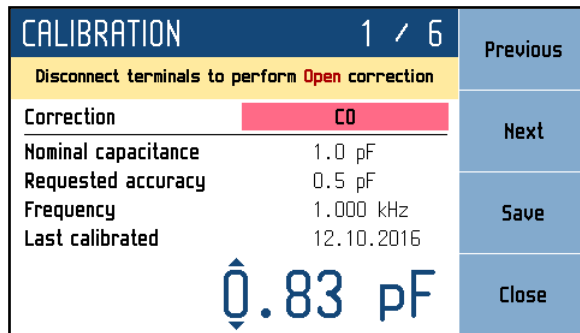 CALIBRATION 1 / 6
Disconnect terminals to perform Open correction
Correction C0
Nominal capacitance 1.0 pF
Requested accuracy 0.5 pF
Frequency 1.000 kHz
Last calibrated 12.10.2016
0.83 pF
Previous
Next
Save
Close